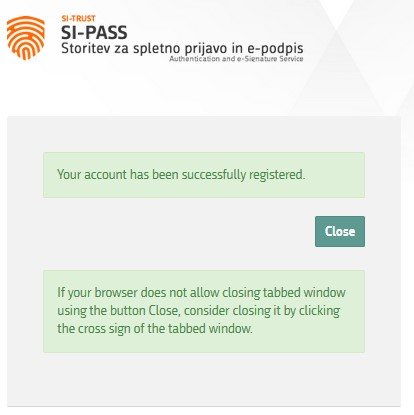 SI-TRUST
SI-PASS
Storitev za spletno prijavo in e-podpis
Authentication and e-Signature Service
Your account has been successfully registered.
Close
If your browser does not allow closing tabbed window
using the button Close, consider closing it by clicking
the cross sign of the tabbed window.